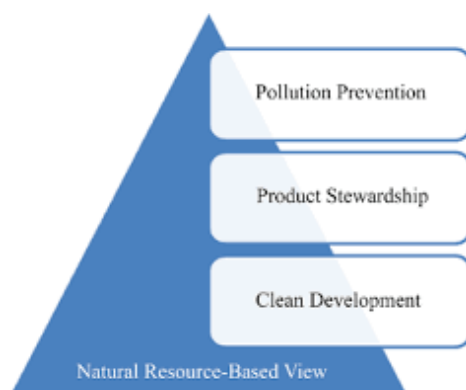 Pollution Prevention
Product Stewardship
Clean Development
Natural Resource-Based View